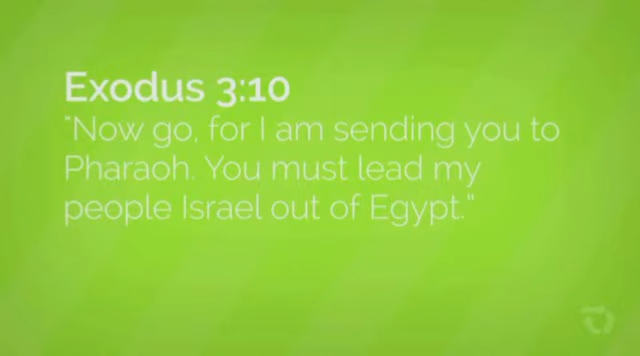 Exodus 3:10
"Now go, for I am sending you to
Pharaoh. You must lead my
people Israel out of Egypt."